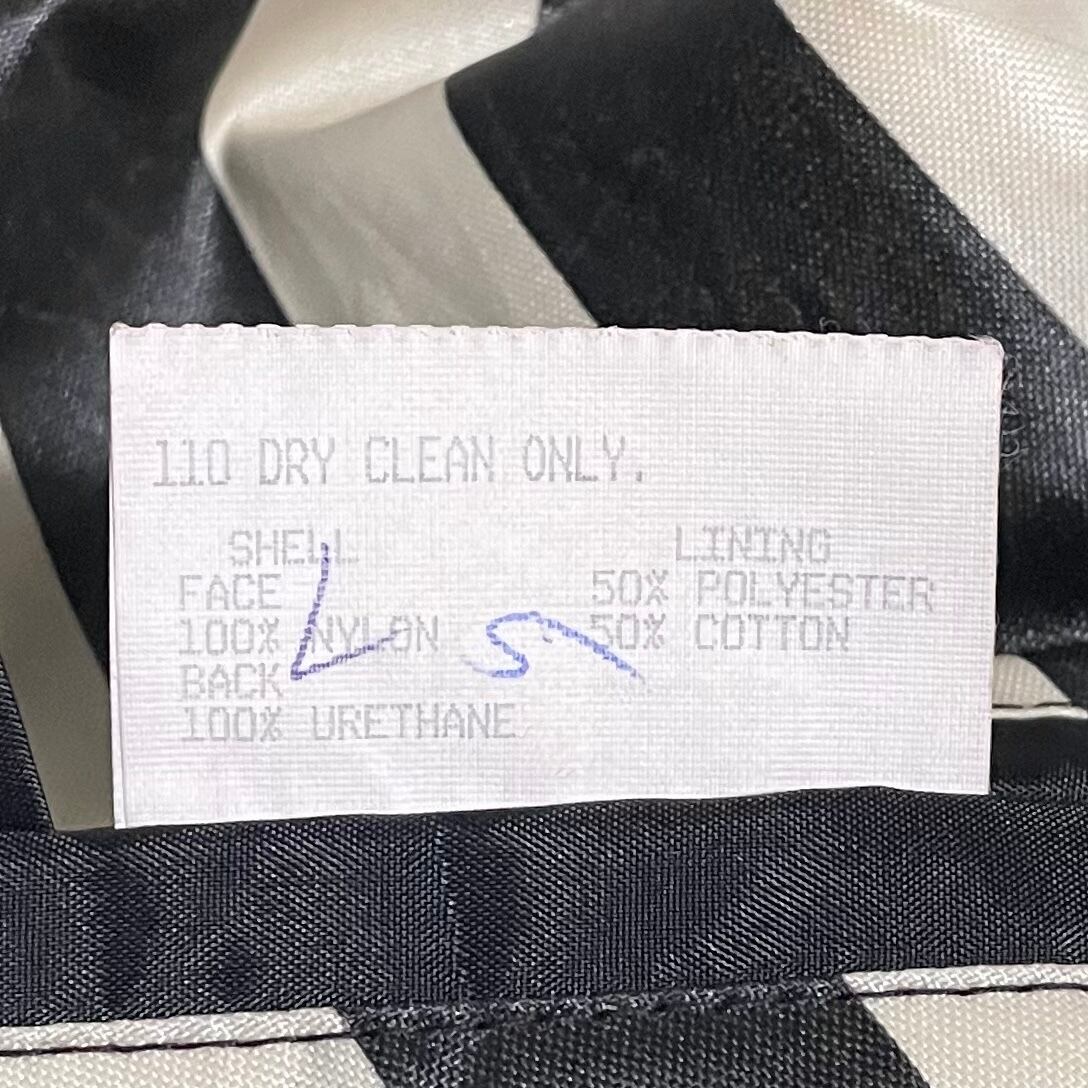 110 DRY CLEAN ONLY.
SHELL
FACE
100% NYLON
BACK
100% URETHANE
LINING
50% POLYESTER
50% COTTON